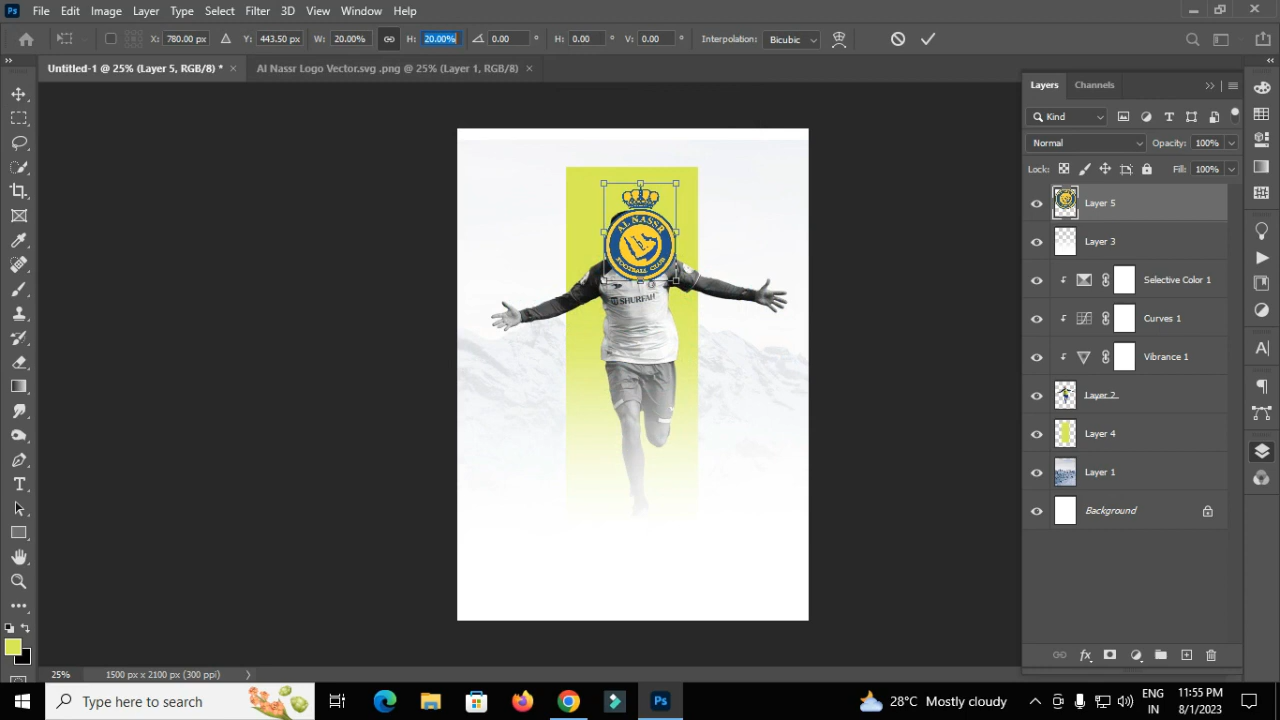 Ps File Edit Image Layer Type Select Filter 3D View Window Help
X: 780.00 px Y: 443.50 px W: 20.00% H: 20.00% 0.00 ° H: 0.00 ° V: 0.00 ° Interpolation: Bicubic
Untitled-1 @ 25% (Layer 5, RGB/8) * × Al Nassr Logo Vector.svg .png @ 25% (Layer 1, RGB/8) ×
Layers Channels
Kind
Normal Opacity: 100%
Lock: Fill: 100%
Layer 5
Layer 3
Selective Color 1
Curves 1
Vibrance 1
Layer 2
Layer 4
Layer 1
Background
AL NASSR
FOOTBALL CLUB
SHURFAH
25% 1500 px x 2100 px (300 ppi)
Type here to search
Ps
28°C Mostly cloudy
ENG
IN
11:55 PM
8/1/2023